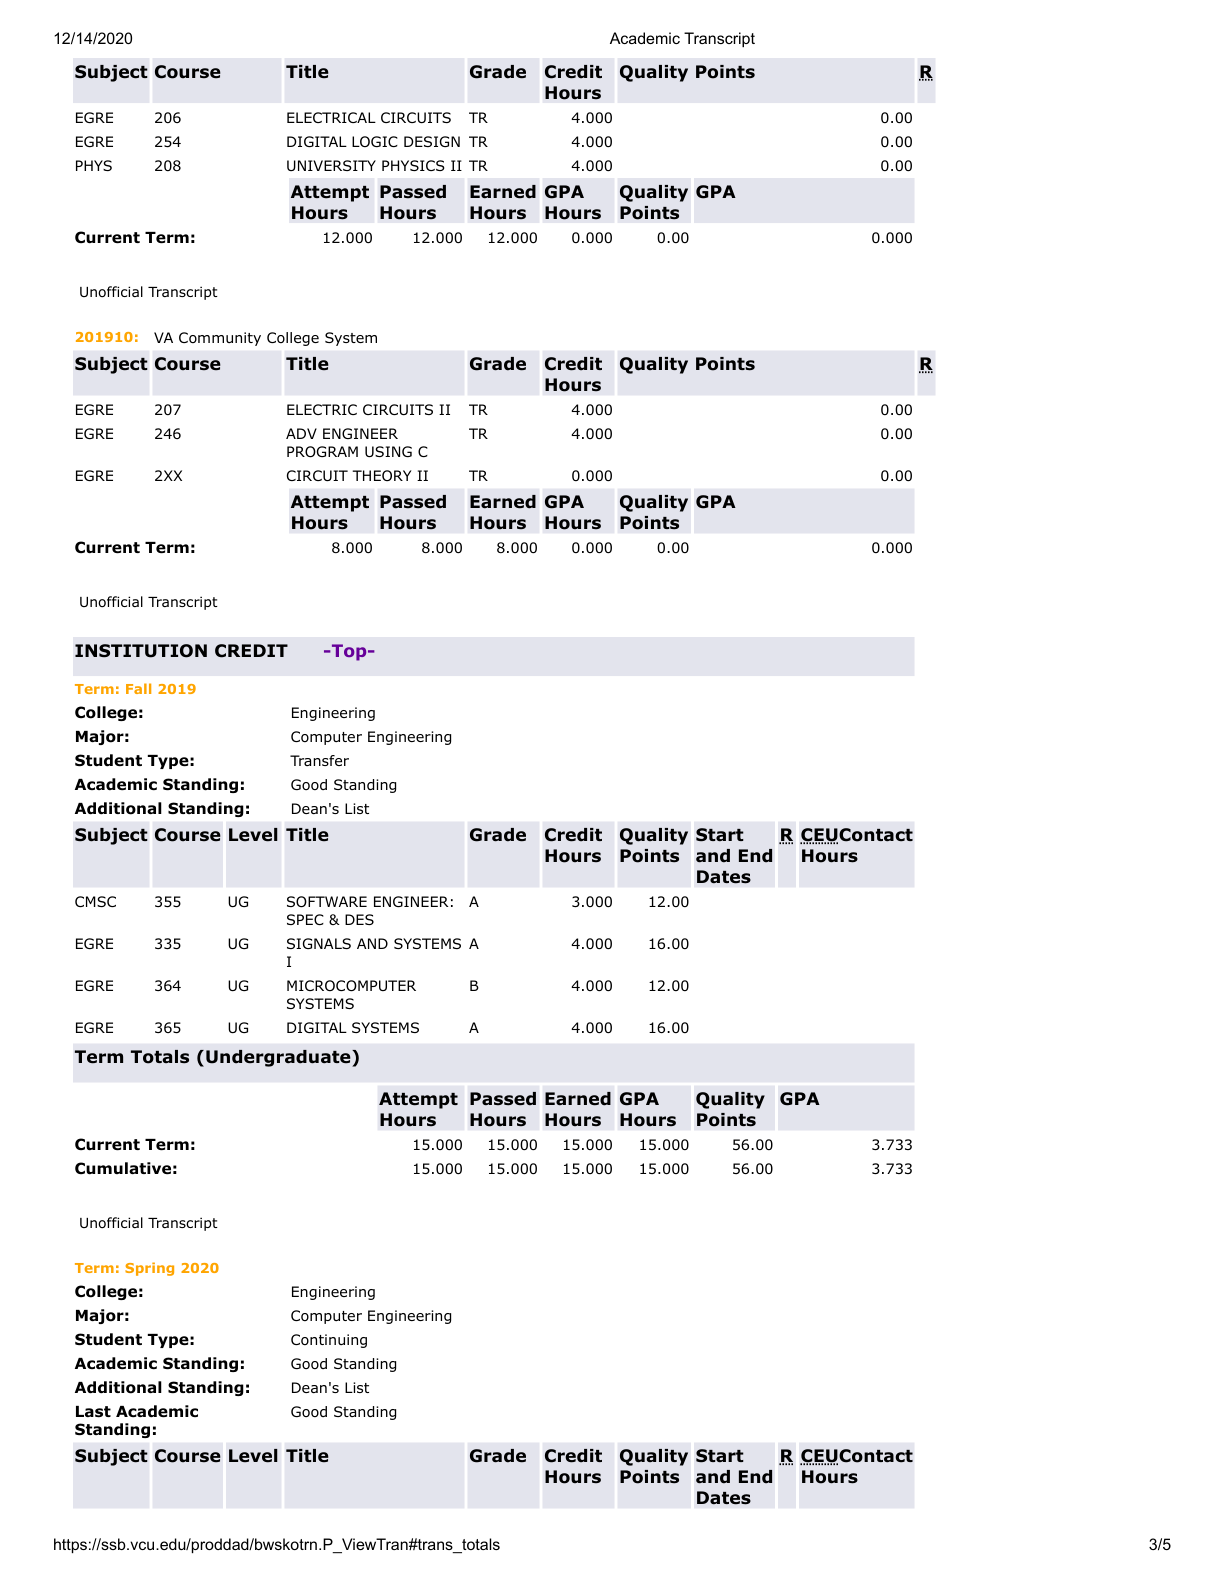 12/14/2020 Academic Transcript
Subject Course Title Grade Credit Hours Quality Points R
EGRE 206 ELECTRICAL CIRCUITS TR 4.000 0.00
EGRE 254 DIGITAL LOGIC DESIGN TR 4.000 0.00
PHYS 208 UNIVERSITY PHYSICS II TR 4.000 0.00
Attempt Hours Passed Hours Earned Hours GPA Hours Quality Points GPA
Current Term: 12.000 12.000 12.000 0.000 0.00 0.000
Unofficial Transcript
201910: VA Community College System
Subject Course Title Grade Credit Hours Quality Points R
EGRE 207 ELECTRIC CIRCUITS II TR 4.000 0.00
EGRE 246 ADV ENGINEER PROGRAM USING C TR 4.000 0.00
EGRE 2XX CIRCUIT THEORY II TR 0.000 0.00
Attempt Hours Passed Hours Earned Hours GPA Hours Quality Points GPA
Current Term: 8.000 8.000 8.000 0.000 0.00 0.000
Unofficial Transcript
INSTITUTION CREDIT -Top-
Term: Fall 2019
College: Engineering
Major: Computer Engineering
Student Type: Transfer
Academic Standing: Good Standing
Additional Standing: Dean's List
Subject Course Level Title Grade Credit Hours Quality Points Start and End Dates R CEU Contact Hours
CMSC 355 UG SOFTWARE ENGINEER: SPEC & DES A 3.000 12.00
EGRE 335 UG SIGNALS AND SYSTEMS I A 4.000 16.00
EGRE 364 UG MICROCOMPUTER SYSTEMS B 4.000 12.00
EGRE 365 UG DIGITAL SYSTEMS A 4.000 16.00
Term Totals (Undergraduate)
Attempt Hours Passed Hours Earned Hours GPA Hours Quality Points GPA
Current Term: 15.000 15.000 15.000 15.000 56.00 3.733
Cumulative: 15.000 15.000 15.000 15.000 56.00 3.733
Unofficial Transcript
Term: Spring 2020
College: Engineering
Major: Computer Engineering
Student Type: Continuing
Academic Standing: Good Standing
Additional Standing: Dean's List
Last Academic Standing: Good Standing
Subject Course Level Title Grade Credit Hours Quality Points Start and End Dates R CEU Contact Hours
https://ssb.vcu.edu/proddad/bwskotrn.P_ViewTran#trans_totals 3/5